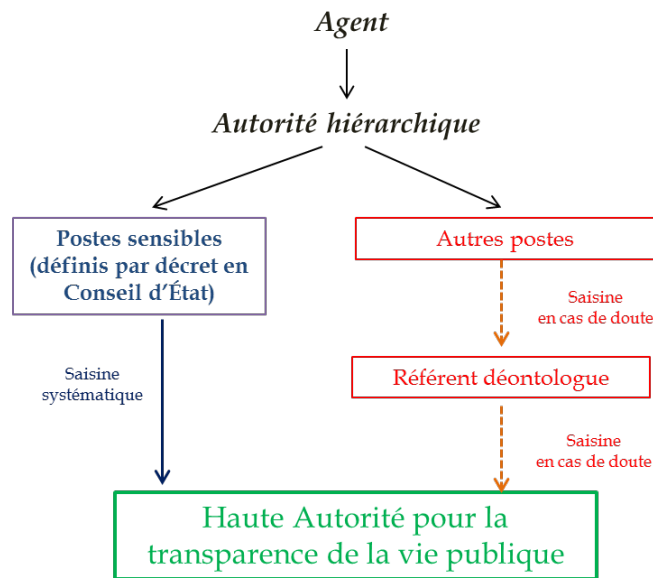 Agent
Autorité hiérarchique
Postes sensibles
(définis par décret en
Conseil d'État)
Autres postes
Saisine
en cas de doute
Saisine
systématique
Référent déontologue
Saisine
en cas de doute
Haute Autorité pour la
transparence de la vie publique